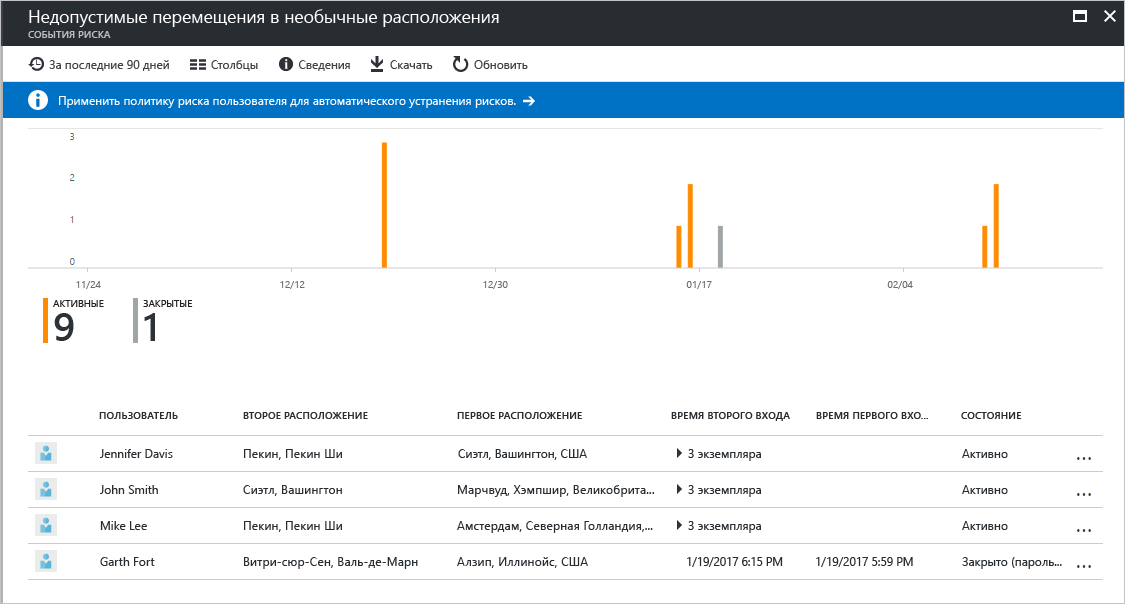 Недопустимые перемещения в необычные расположения
СОБЫТИЯ РИСКА
За последние 90 дней Столбцы Сведения Скачать Обновить
Применить политику риска пользователя для автоматического устранения рисков.
3
2
1
0
11/24 12/12 12/30 01/17 02/04
АКТИВНЫЕ ЗАКРЫТЫЕ
9 1
ПОЛЬЗОВАТЕЛЬ ВТОРОЕ РАСПОЛОЖЕНИЕ ПЕРВОЕ РАСПОЛОЖЕНИЕ ВРЕМЯ ВТОРОГО ВХОДА ВРЕМЯ ПЕРВОГО ВХО... СОСТОЯНИЕ
Jennifer Davis Пекин, Пекин Ши Сиэтл, Вашингтон, США 3 экземпляра Активно ...
John Smith Сиэтл, Вашингтон Марчвуд, Хэмпшир, Великобрита... 3 экземпляра Активно ...
Mike Lee Пекин, Пекин Ши Амстердам, Северная Голландия,... 3 экземпляра Активно ...
Garth Fort Витри-сюр-Сен, Валь-де-Марн Алзип, Иллинойс, США 1/19/2017 6:15 PM 1/19/2017 5:59 PM Закрыто (пароль... ...